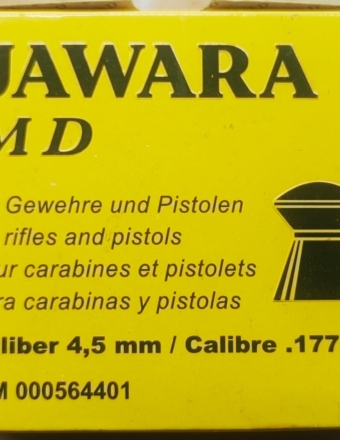 JAWARA
MD
Gewehre und Pistolen
rifles and pistols
ur carabines et pistolets
ra carabinas y pistolas
liber 4,5 mm / Calibre .177
M 000564401